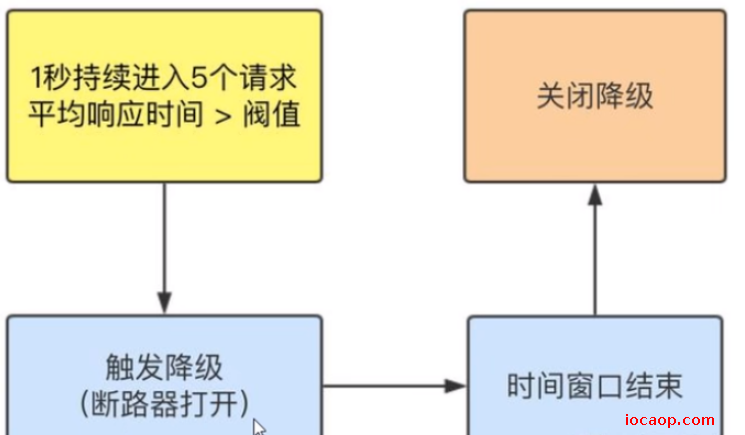 1秒持续进入5个请求
平均响应时间 > 阀值
关闭降级
触发降级
(断路器打开)
时间窗口结束
iocaop.com